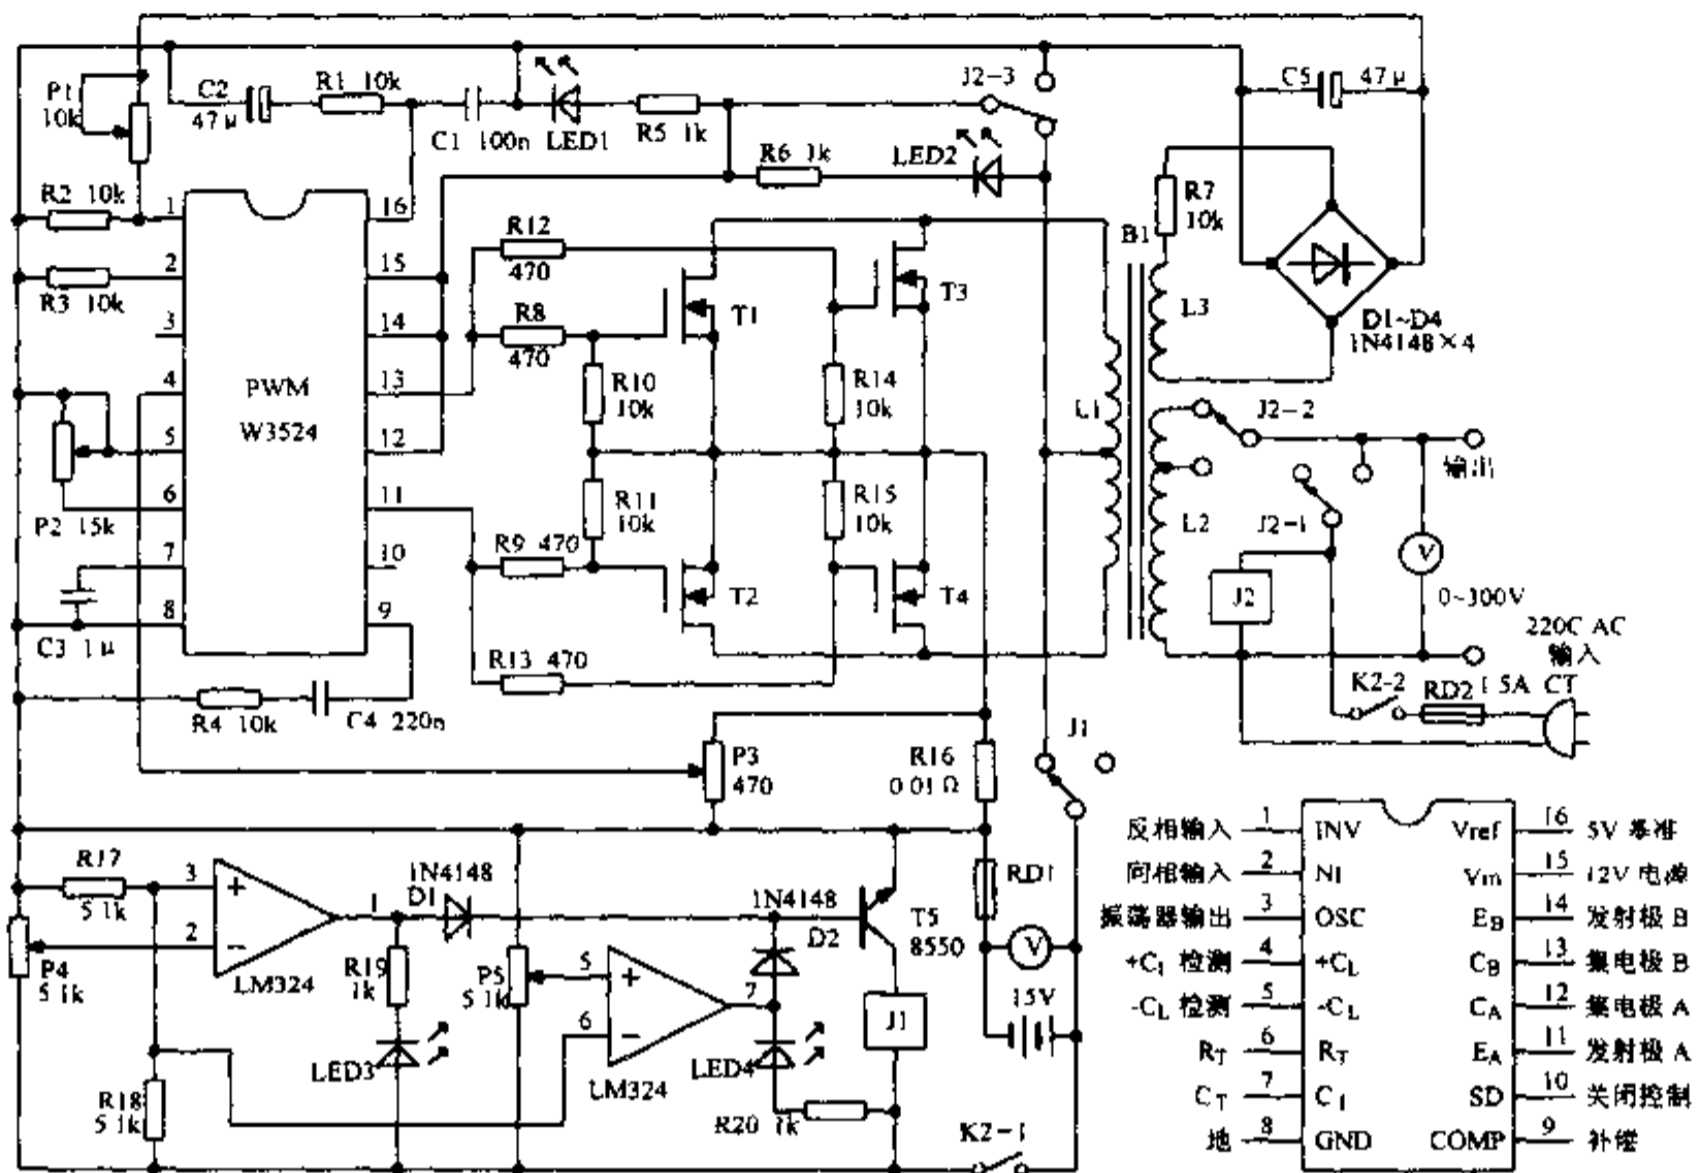 P1
10k
C2
47μ
R1 10k
C1 100n
LED1
R5 1k
J2-3
C5
47μ
R6 1k
LED2
R2 10k
R3 10k
R12
470
R8
470
T1
T3
B1
R7
10k
L3
D1~D4
1N4148×4
1
2
3
4
5
6
7
8
16
15
14
13
12
11
10
9
PWM
W3524
R10
10k
R14
10k
L1
J2-2
输出
P2 15k
R11
10k
R15
10k
L2
J2-1
V
0~300V
R9 470
T2
T4
J2
C3 1μ
R13 470
220C AC
输入
R4 10k
C4 220n
K2-2
RD2
1 5A CT
P3
470
R16
0 01Ω
J1
R17
5 1k
3
+
2
-
1
LM324
1N4148
D1
1N4148
D2
T5
8550
RD1
V
P4
5 1k
R19
1k
P5
5 1k
5
+
6
-
7
LM324
J1
15V
LED3
LED4
R18
5 1k
R20 1k
K2-1
反相输入 1 INV Vref 16 5V 基准
同相输入 2 NI Vin 15 12V 电源
振荡器输出 3 OSC EB 14 发射极 B
+CL 检测 4 +CL CB 13 集电极 B
-CL 检测 5 -CL CA 12 集电极 A
RT 6 RT EA 11 发射极 A
CT 7 CT SD 10 关闭控制
地 8 GND COMP 9 补偿